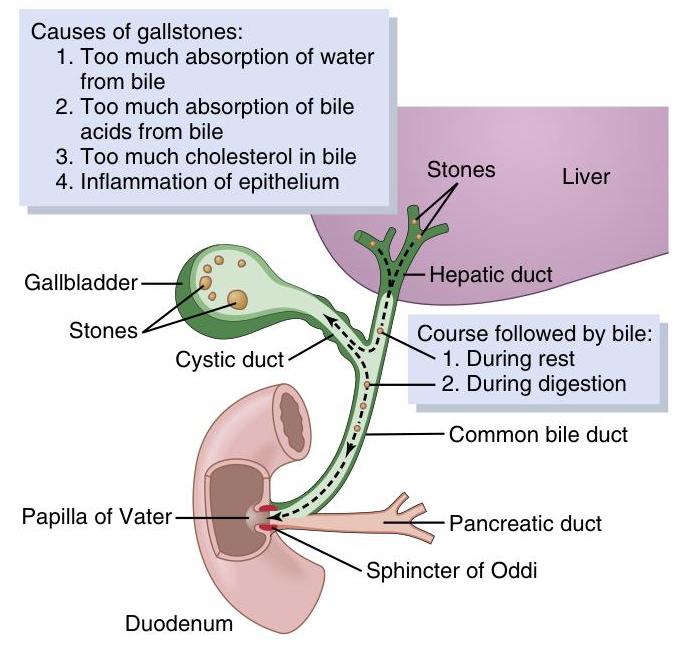 Causes of gallstones:
1. Too much absorption of water
from bile
2. Too much absorption of bile
acids from bile
3. Too much cholesterol in bile
4. Inflammation of epithelium
Stones
Liver
Gallbladder
Hepatic duct
Stones
Cystic duct
Course followed by bile:
1. During rest
2. During digestion
Common bile duct
Papilla of Vater
Pancreatic duct
Sphincter of Oddi
Duodenum